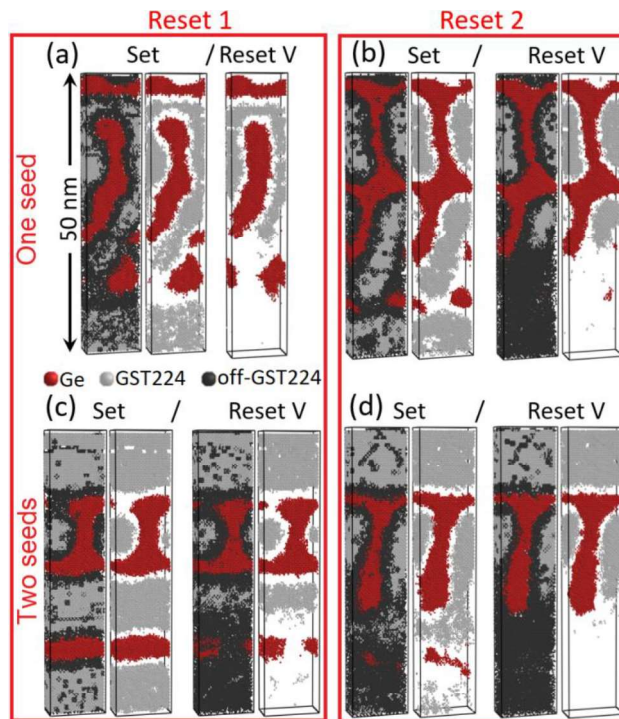 Reset 1
Reset 2
(a) Set / Reset V
(b) Set / Reset V
One seed
50 nm
Ge GST224 off-GST224
(c) Set / Reset V
(d) Set / Reset V
Two seeds